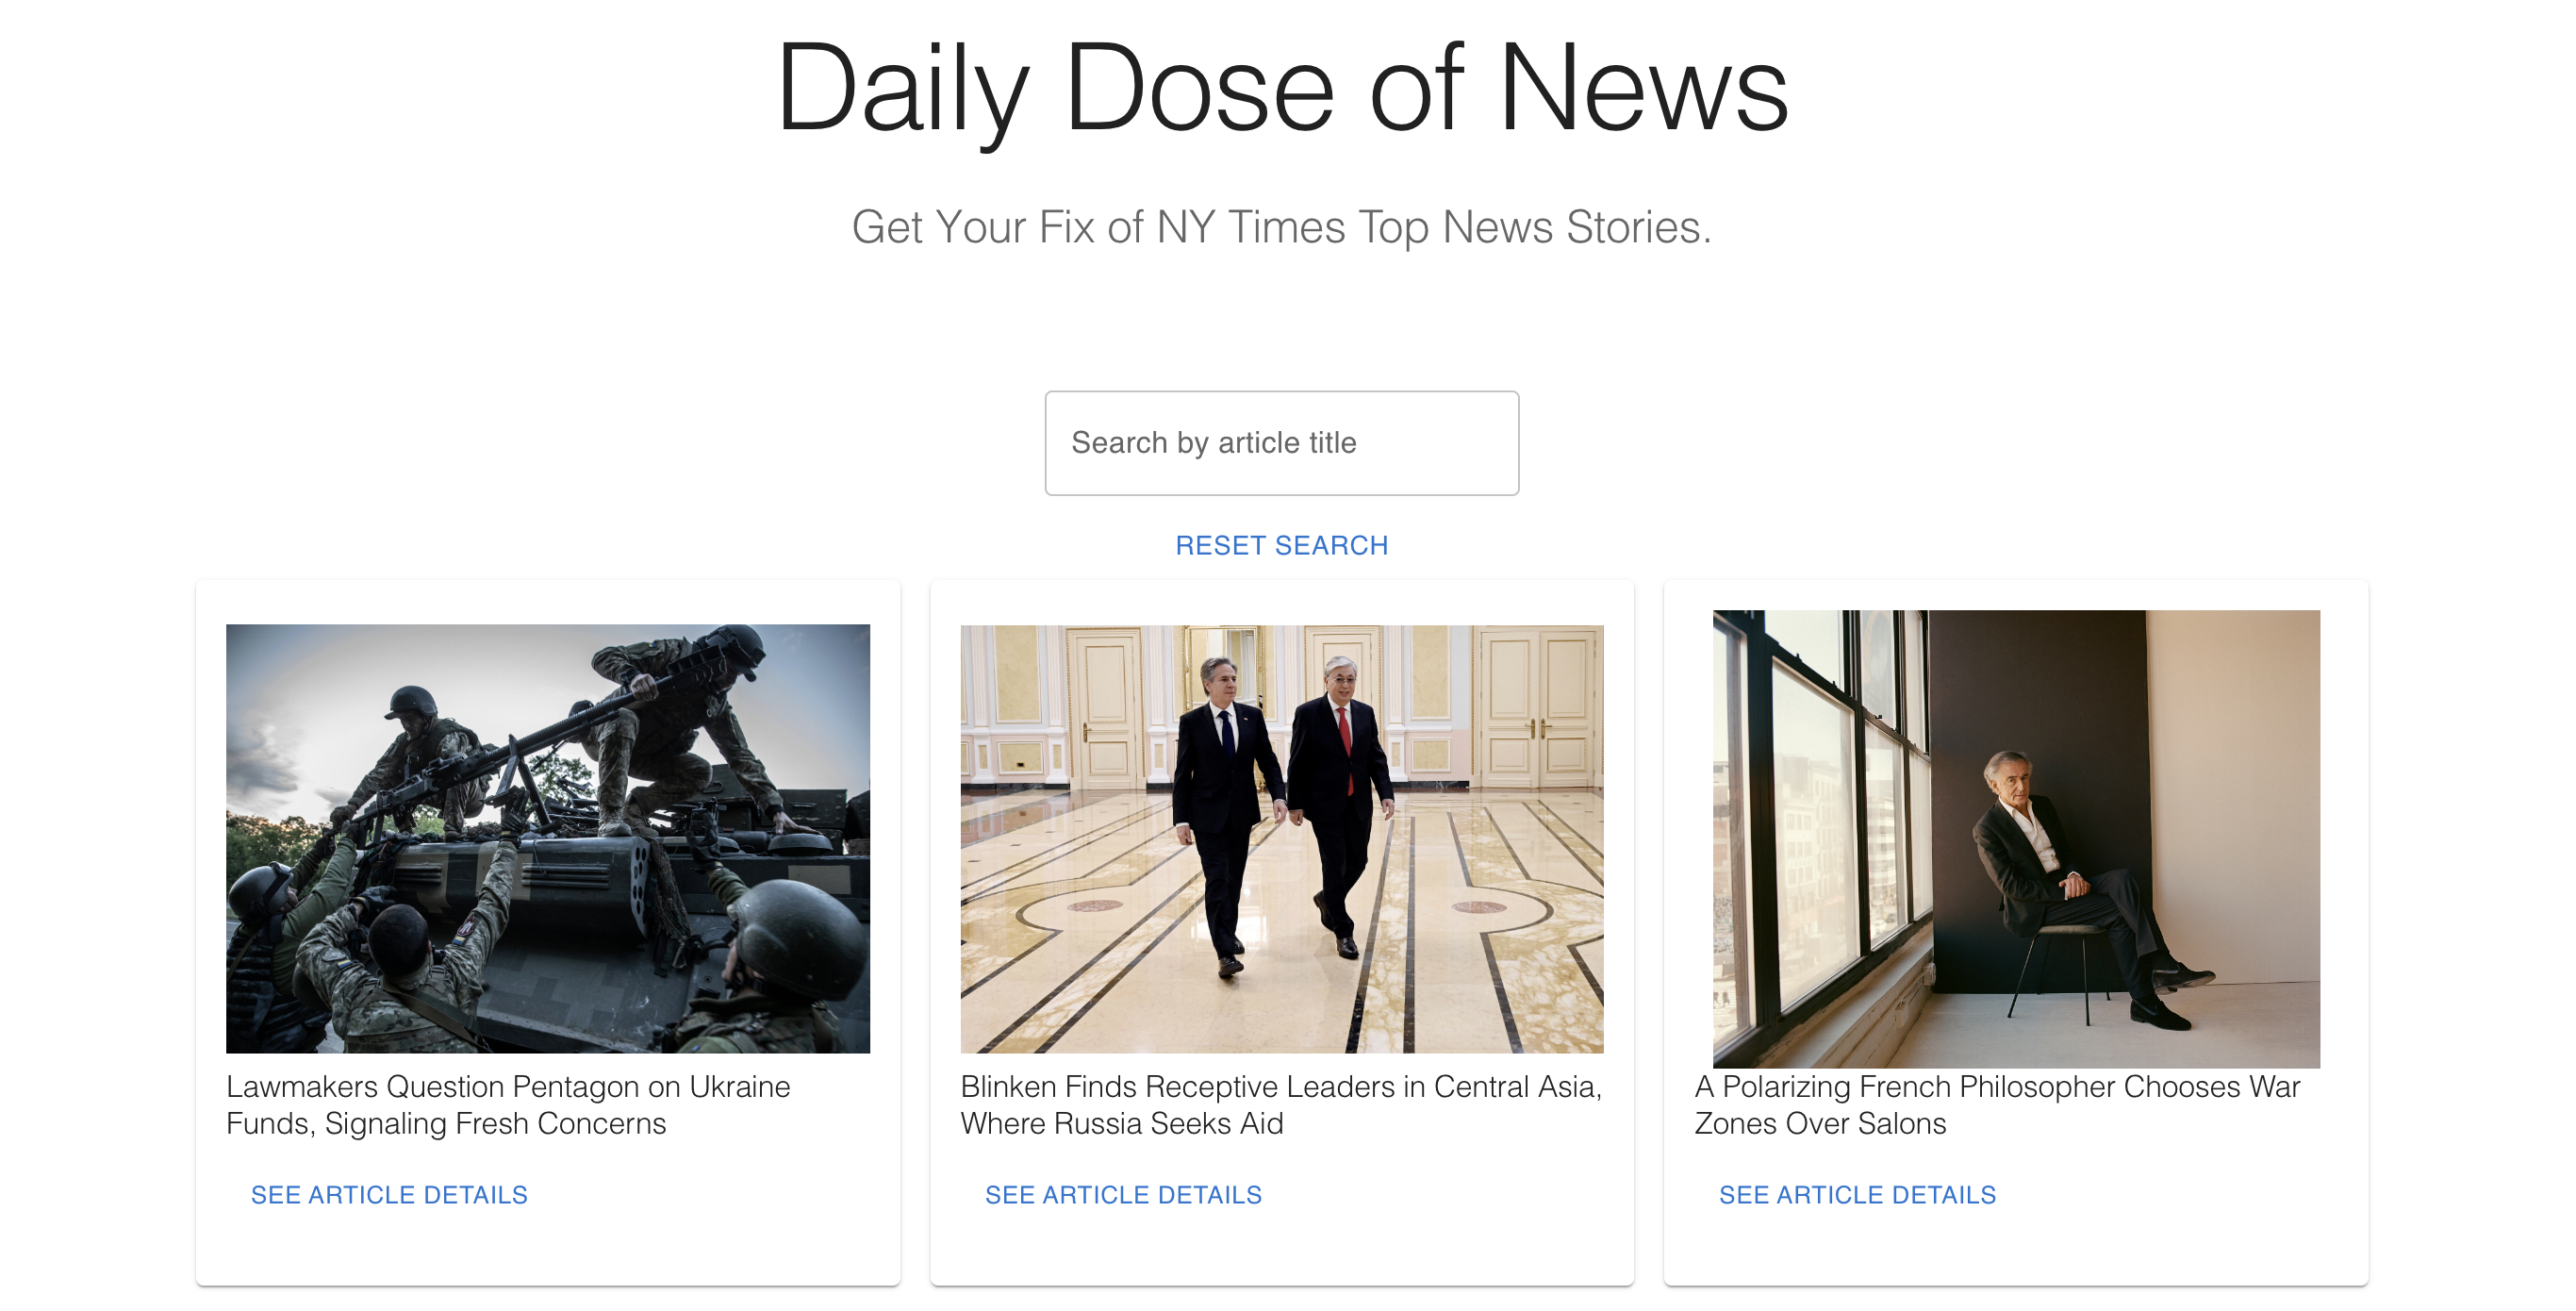 Daily Dose of News
Get Your Fix of NY Times Top News Stories.
Search by article title
RESET SEARCH
Lawmakers Question Pentagon on Ukraine
Funds, Signaling Fresh Concerns
SEE ARTICLE DETAILS
Blinken Finds Receptive Leaders in Central Asia,
Where Russia Seeks Aid
SEE ARTICLE DETAILS
A Polarizing French Philosopher Chooses War
Zones Over Salons
SEE ARTICLE DETAILS